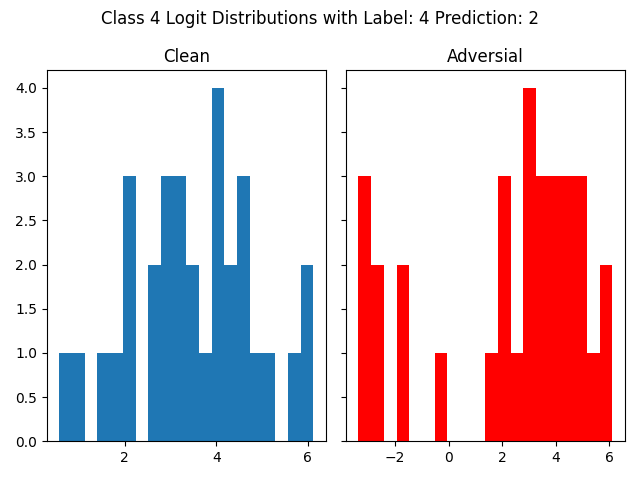 Class 4 Logit Distributions with Label: 4 Prediction: 2
Clean
Adversial
4.0
3.5
3.0
2.5
2.0
1.5
1.0
0.5
0.0
2 4 6
−2 0 2 4 6